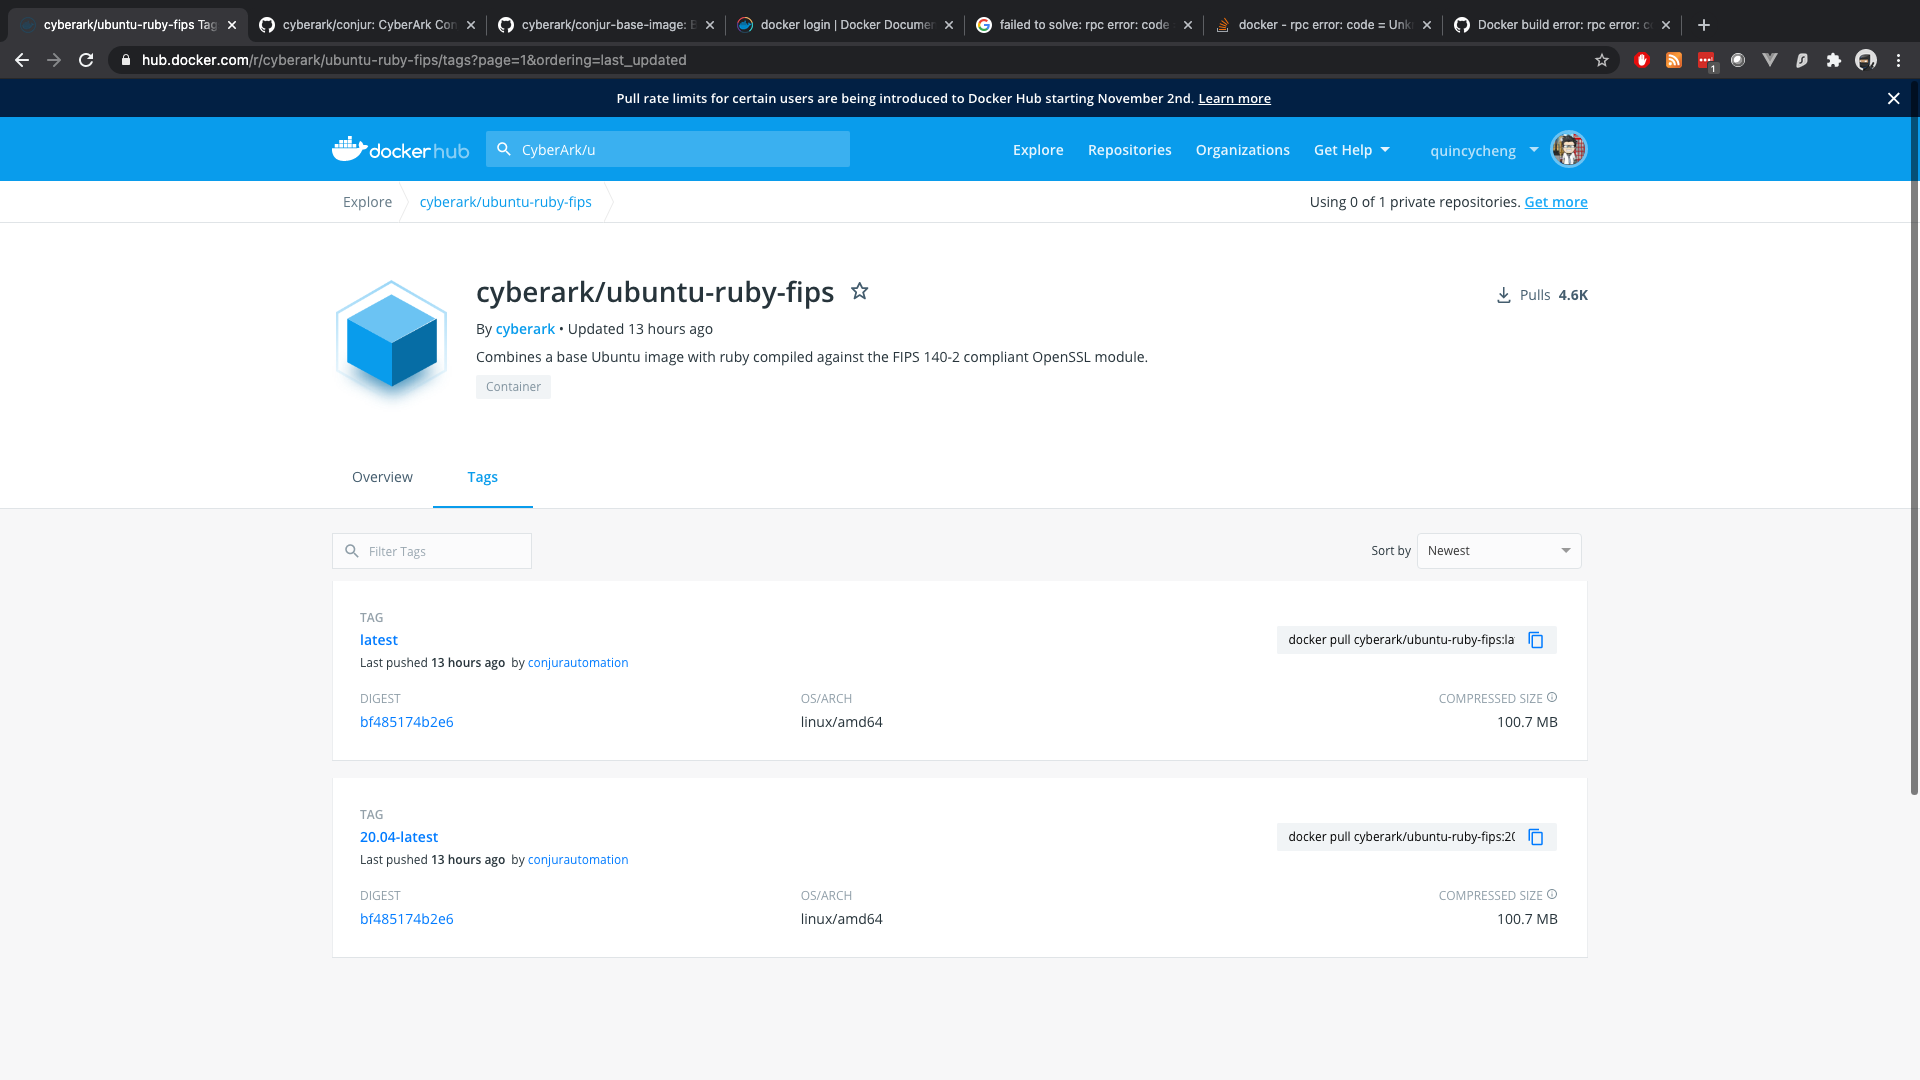 cyberark/ubuntu-ruby-fips Tag
cyberark/conjur: CyberArk Con
cyberark/conjur-base-image: B
docker login | Docker Documen
failed to solve: rpc error: code
docker - rpc error: code = Unk
Docker build error: rpc error: c
hub.docker.com/r/cyberark/ubuntu-ruby-fips/tags?page=1&ordering=last_updated
1
Pull rate limits for certain users are being introduced to Docker Hub starting November 2nd. Learn more
docker hub
CyberArk/u
Explore
Repositories
Organizations
Get Help
quincycheng
Explore
cyberark/ubuntu-ruby-fips
Using 0 of 1 private repositories. Get more
cyberark/ubuntu-ruby-fips
Pulls 4.6K
By cyberark • Updated 13 hours ago
Combines a base Ubuntu image with ruby compiled against the FIPS 140-2 compliant OpenSSL module.
Container
Overview
Tags
Filter Tags
Sort by
Newest
TAG
latest
docker pull cyberark/ubuntu-ruby-fips:la
Last pushed 13 hours ago by conjurautomation
DIGEST
OS/ARCH
COMPRESSED SIZE
bf485174b2e6
linux/amd64
100.7 MB
TAG
20.04-latest
docker pull cyberark/ubuntu-ruby-fips:20
Last pushed 13 hours ago by conjurautomation
DIGEST
OS/ARCH
COMPRESSED SIZE
bf485174b2e6
linux/amd64
100.7 MB